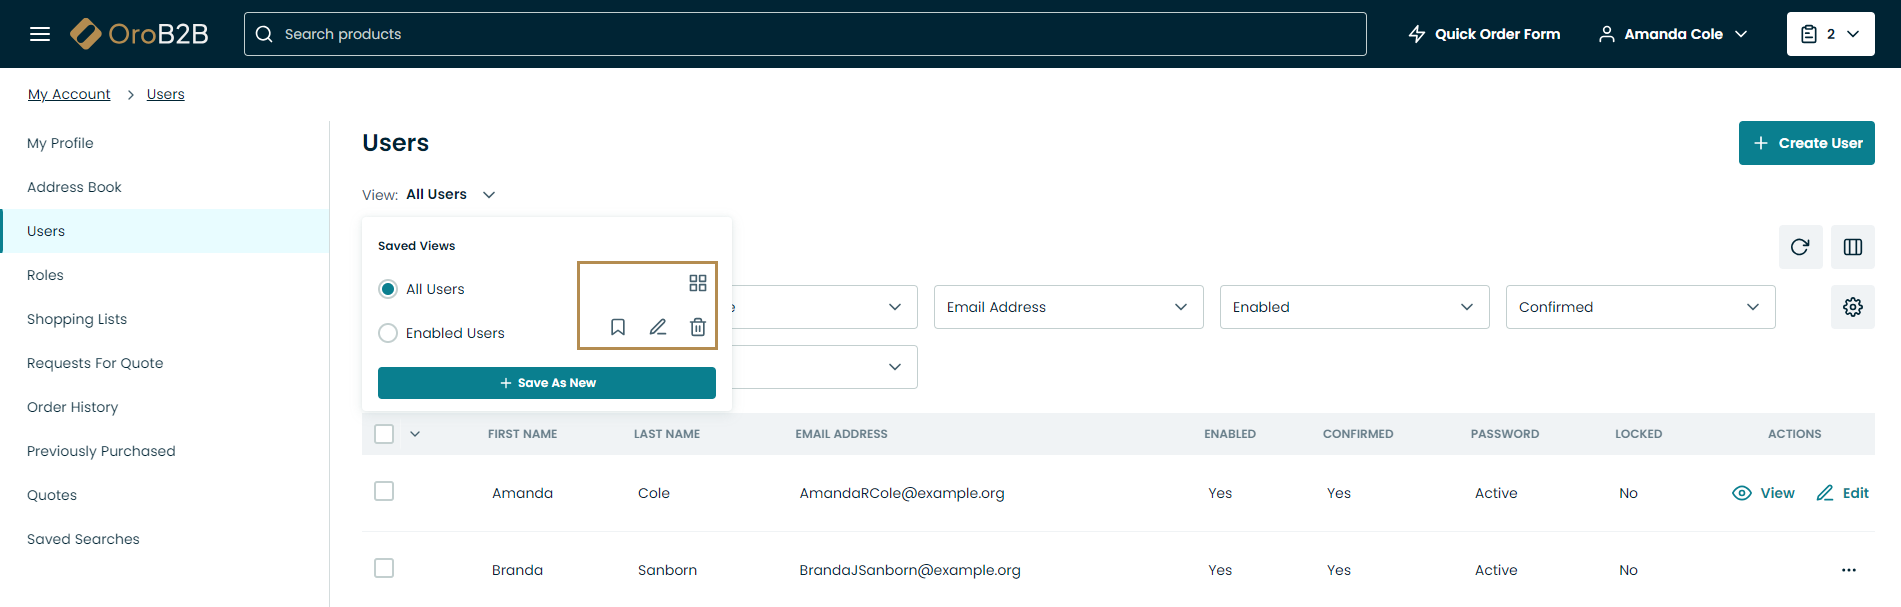 OroB2B
Search products
Quick Order Form
Amanda Cole
2
My Account > Users
My Profile
Address Book
Users
Roles
Shopping Lists
Requests For Quote
Order History
Previously Purchased
Quotes
Saved Searches
Users
+ Create User
View: All Users
Saved Views
All Users
Enabled Users
+ Save As New
e
Email Address
Enabled
Confirmed
FIRST NAME LAST NAME EMAIL ADDRESS ENABLED CONFIRMED PASSWORD LOCKED ACTIONS
Amanda Cole AmandaRCole@example.org Yes Yes Active No View Edit
Branda Sanborn BrandaJSanborn@example.org Yes Yes Active No ...